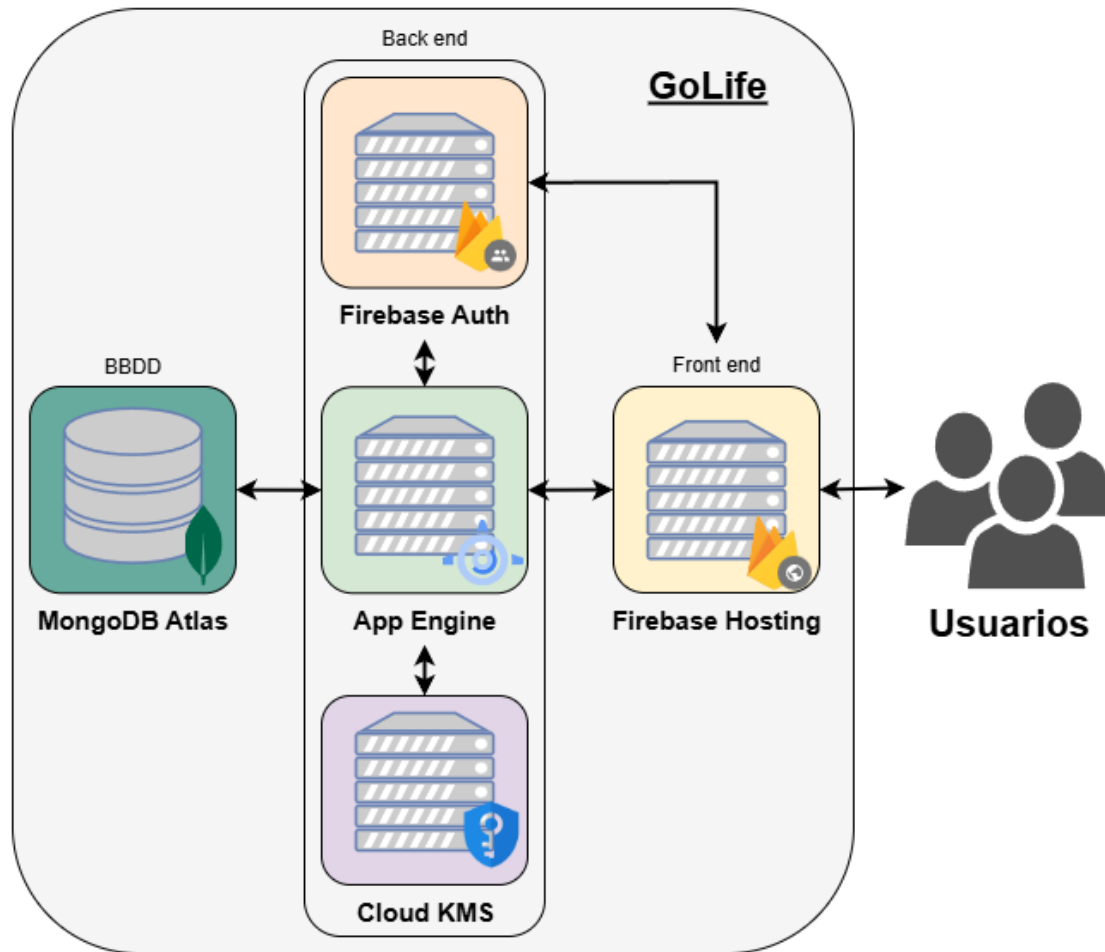 Back end
GoLife
Firebase Auth
BBDD
Front end
MongoDB Atlas
App Engine
Firebase Hosting
Usuarios
Cloud KMS